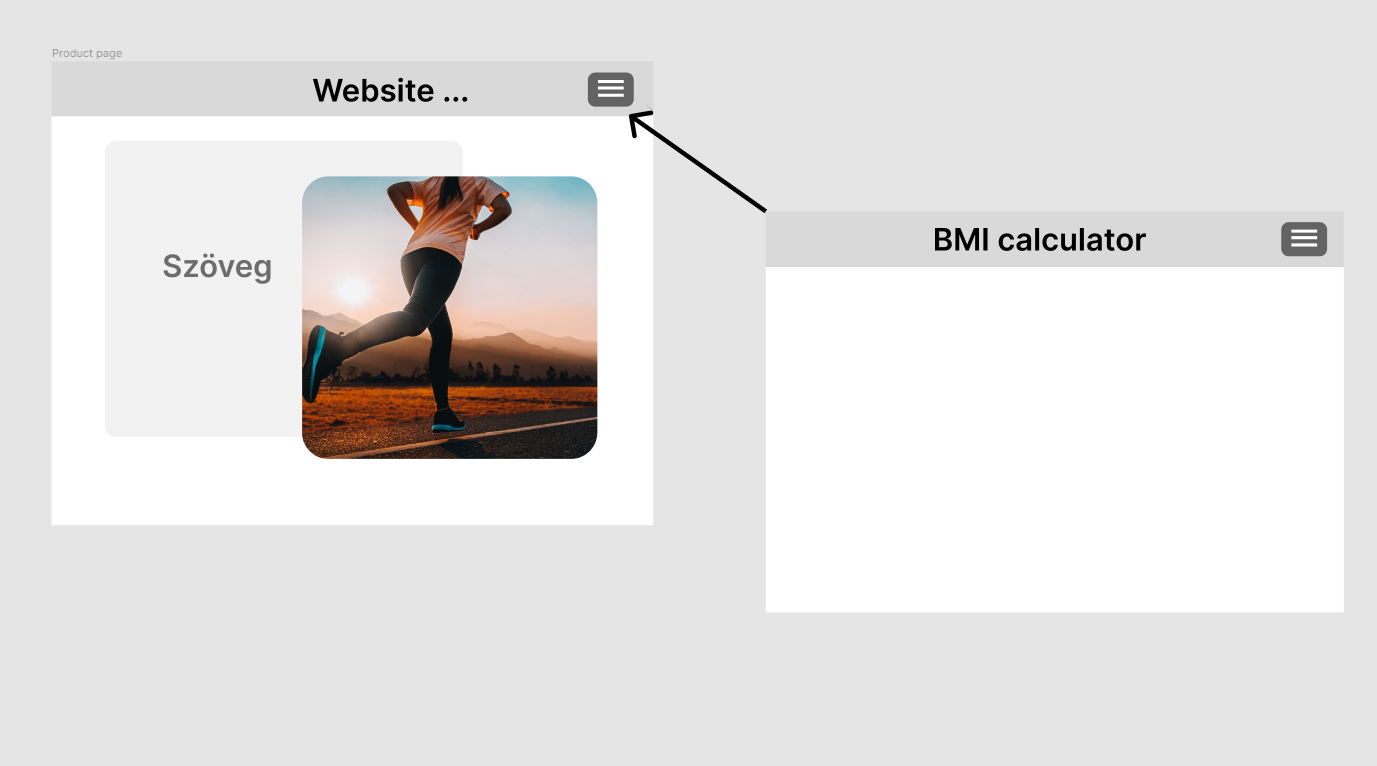 Product page
Website ...
Szöveg
BMI calculator